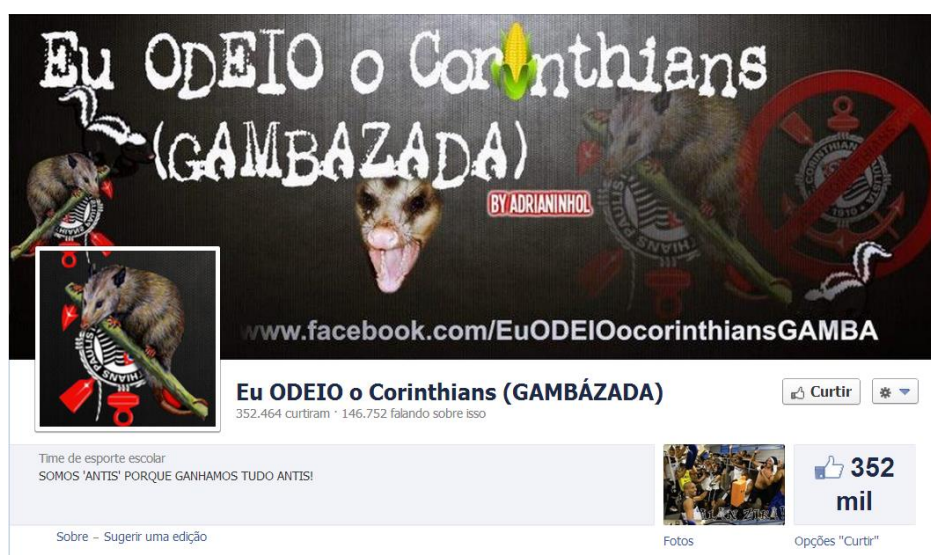 Eu ODEIO o Corinthians
(GAMBAZADA)
BY ADRIANINHOL
www.facebook.com/EuODEIOocorinthiansGAMBA
Eu ODEIO o Corinthians (GAMBÁZADA)
352.464 curtiram · 146.752 falando sobre isso
Curtir
Time de esporte escolar
SOMOS 'ANTIS' PORQUE GANHAMOS TUDO ANTIS!
352
mil
Sobre – Sugerir uma edição
Fotos
Opções "Curtir"